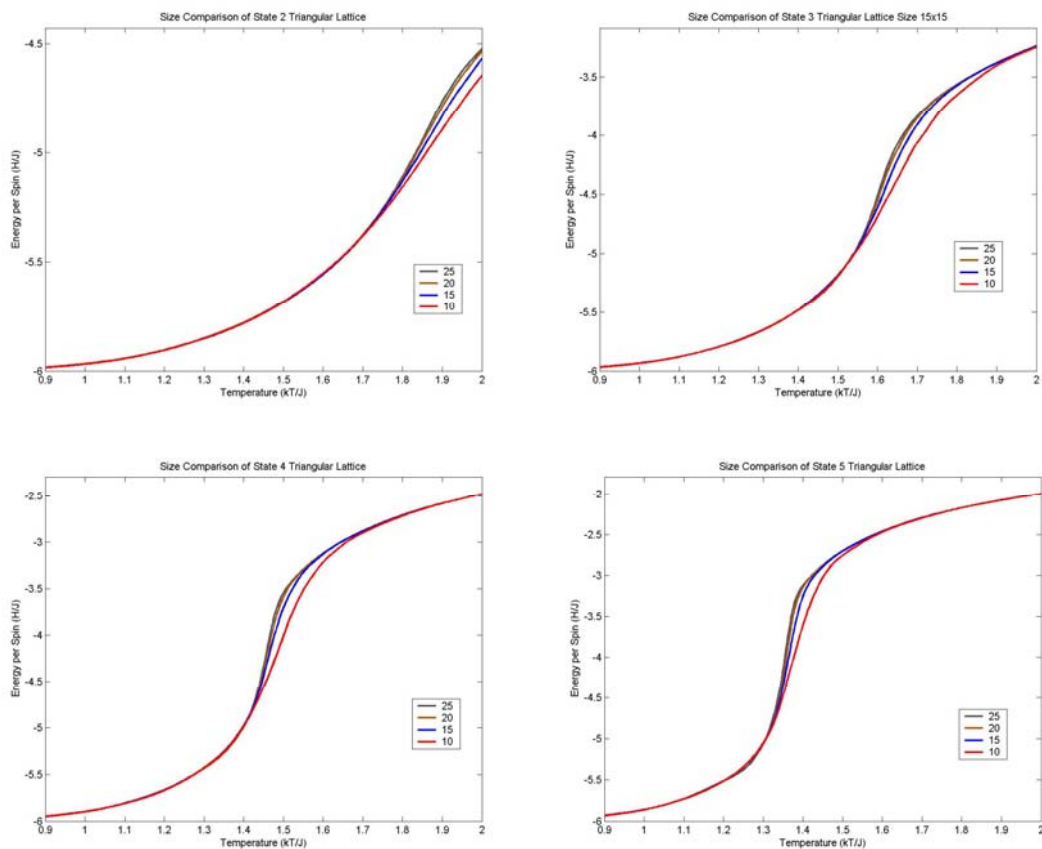 Size Comparison of State 2 Triangular Lattice
-4.5
-5
-5.5
-6
Energy per Spin (H/J)
25
20
15
10
0.9 1 1.1 1.2 1.3 1.4 1.5 1.6 1.7 1.8 1.9 2
Temperature (kT/J)
Size Comparison of State 3 Triangular Lattice Size 15x15
-3.5
-4
-4.5
-5
-5.5
-6
Energy per Spin (H/J)
25
20
15
10
0.9 1 1.1 1.2 1.3 1.4 1.5 1.6 1.7 1.8 1.9 2
Temperature (kT/J)
Size Comparison of State 4 Triangular Lattice
-2.5
-3
-3.5
-4
-4.5
-5
-5.5
-6
Energy per Spin (H/J)
25
20
15
10
0.9 1 1.1 1.2 1.3 1.4 1.5 1.6 1.7 1.8 1.9 2
Temperature (kT/J)
Size Comparison of State 5 Triangular Lattice
-2
-2.5
-3
-3.5
-4
-4.5
-5
-5.5
-6
Energy per Spin (H/J)
25
20
15
10
0.9 1 1.1 1.2 1.3 1.4 1.5 1.6 1.7 1.8 1.9 2
Temperature (kT/J)